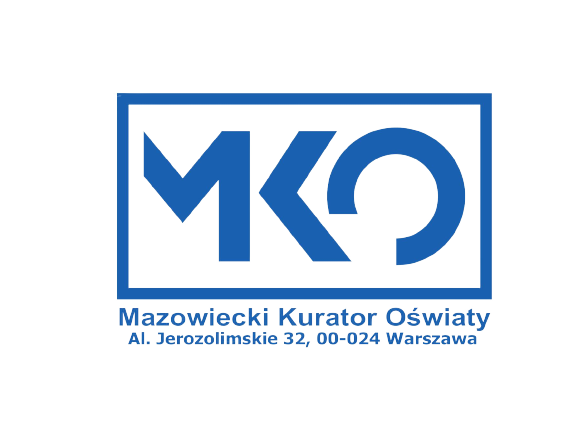 MKO
Mazowiecki Kurator Oświaty
Al. Jerozolimskie 32, 00-024 Warszawa